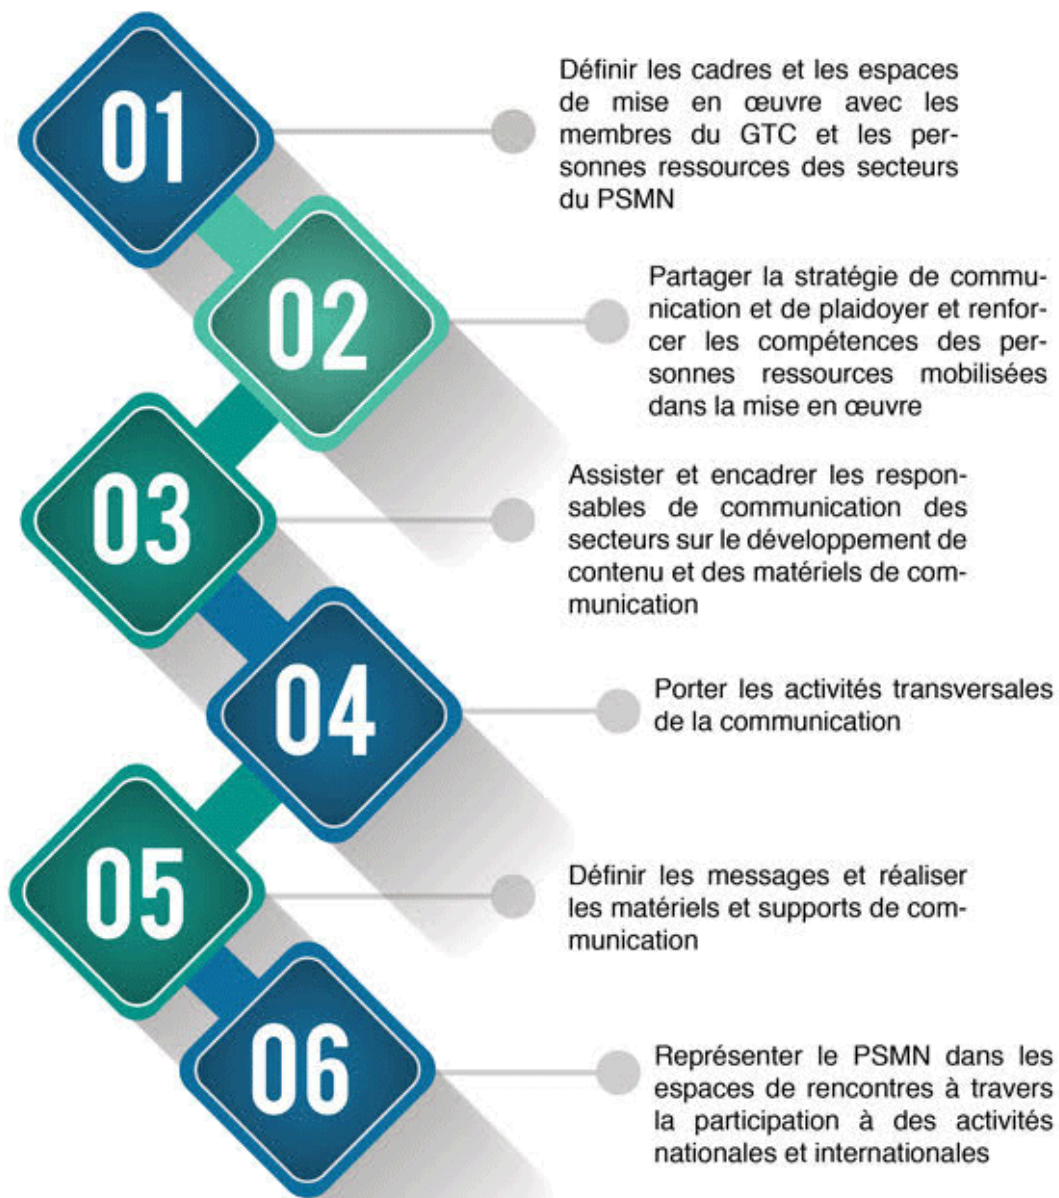 01
Définir les cadres et les espaces
de mise en œuvre avec les
membres du GTC et les per-
sonnes ressources des secteurs
du PSMN
02
Partager la stratégie de commu-
nication et de plaidoyer et renfor-
cer les compétences des per-
sonnes ressources mobilisées
dans la mise en œuvre
03
Assister et encadrer les respon-
sables de communication des
secteurs sur le développement de
contenu et des matériels de com-
munication
04
Porter les activités transversales
de la communication
05
Définir les messages et réaliser
les matériels et supports de com-
munication
06
Représenter le PSMN dans les
espaces de rencontres à travers
la participation à des activités
nationales et internationales